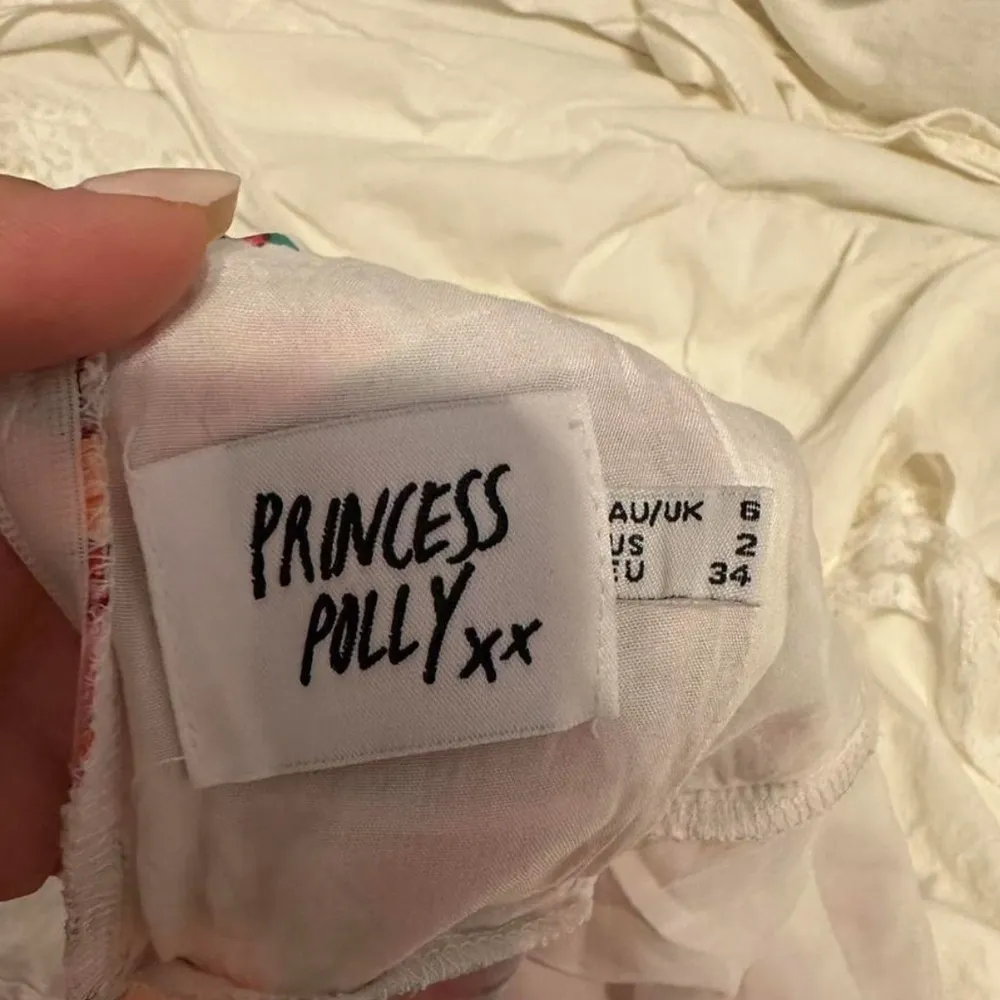 PRINCESS
POLLY xx
AU/UK 6
US 2
EU 34